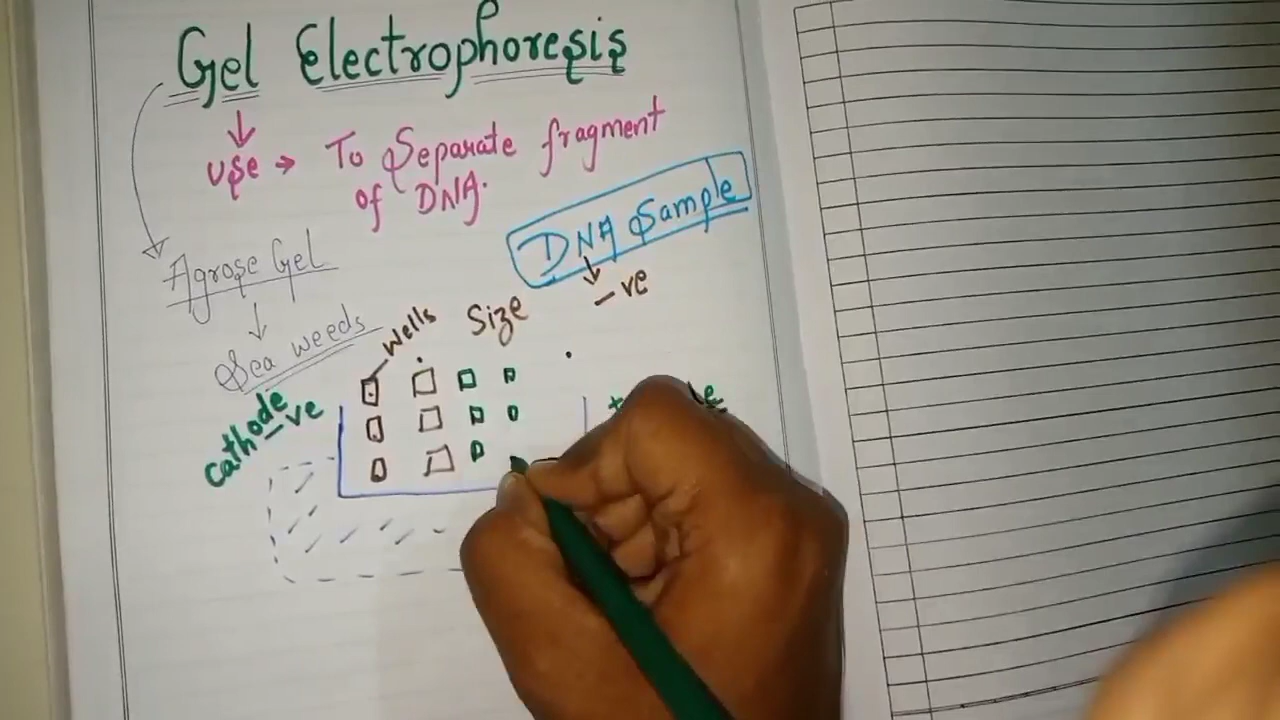 Gel Electrophoresis
Use → To Separate fragment
of DNA.
DNA Sample
- ve
Agrose Gel
Sea weeds
Wells
Size
Cathode
-ve